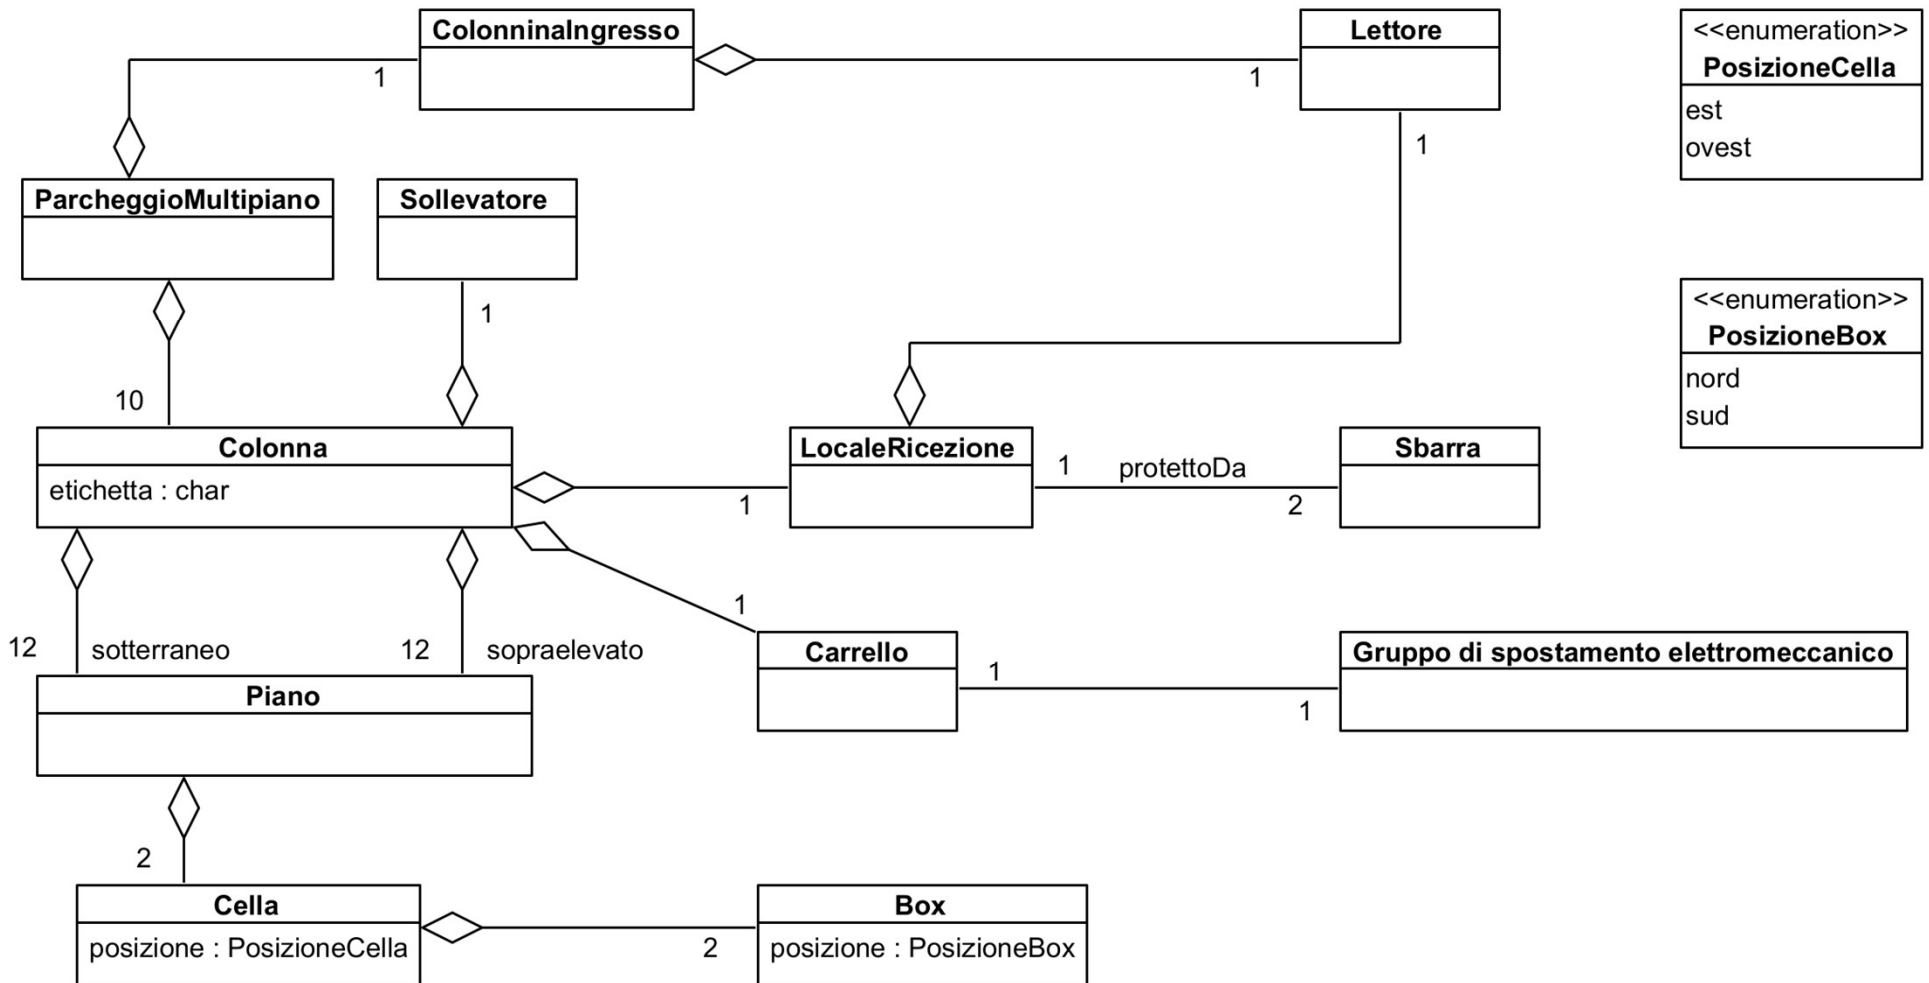 ColonninaIngresso
Lettore
<<enumeration>>
PosizioneCella
est
ovest
1
1
1
ParcheggioMultipiano
Sollevatore
<<enumeration>>
PosizioneBox
nord
sud
1
10
Colonna
etichetta : char
LocaleRicezione
1
protettoDa
2
Sbarra
1
1
12
sotterraneo
12
sopraelevato
Carrello
1
1
Gruppo di spostamento elettromeccanico
Piano
2
Cella
posizione : PosizioneCella
2
Box
posizione : PosizioneBox